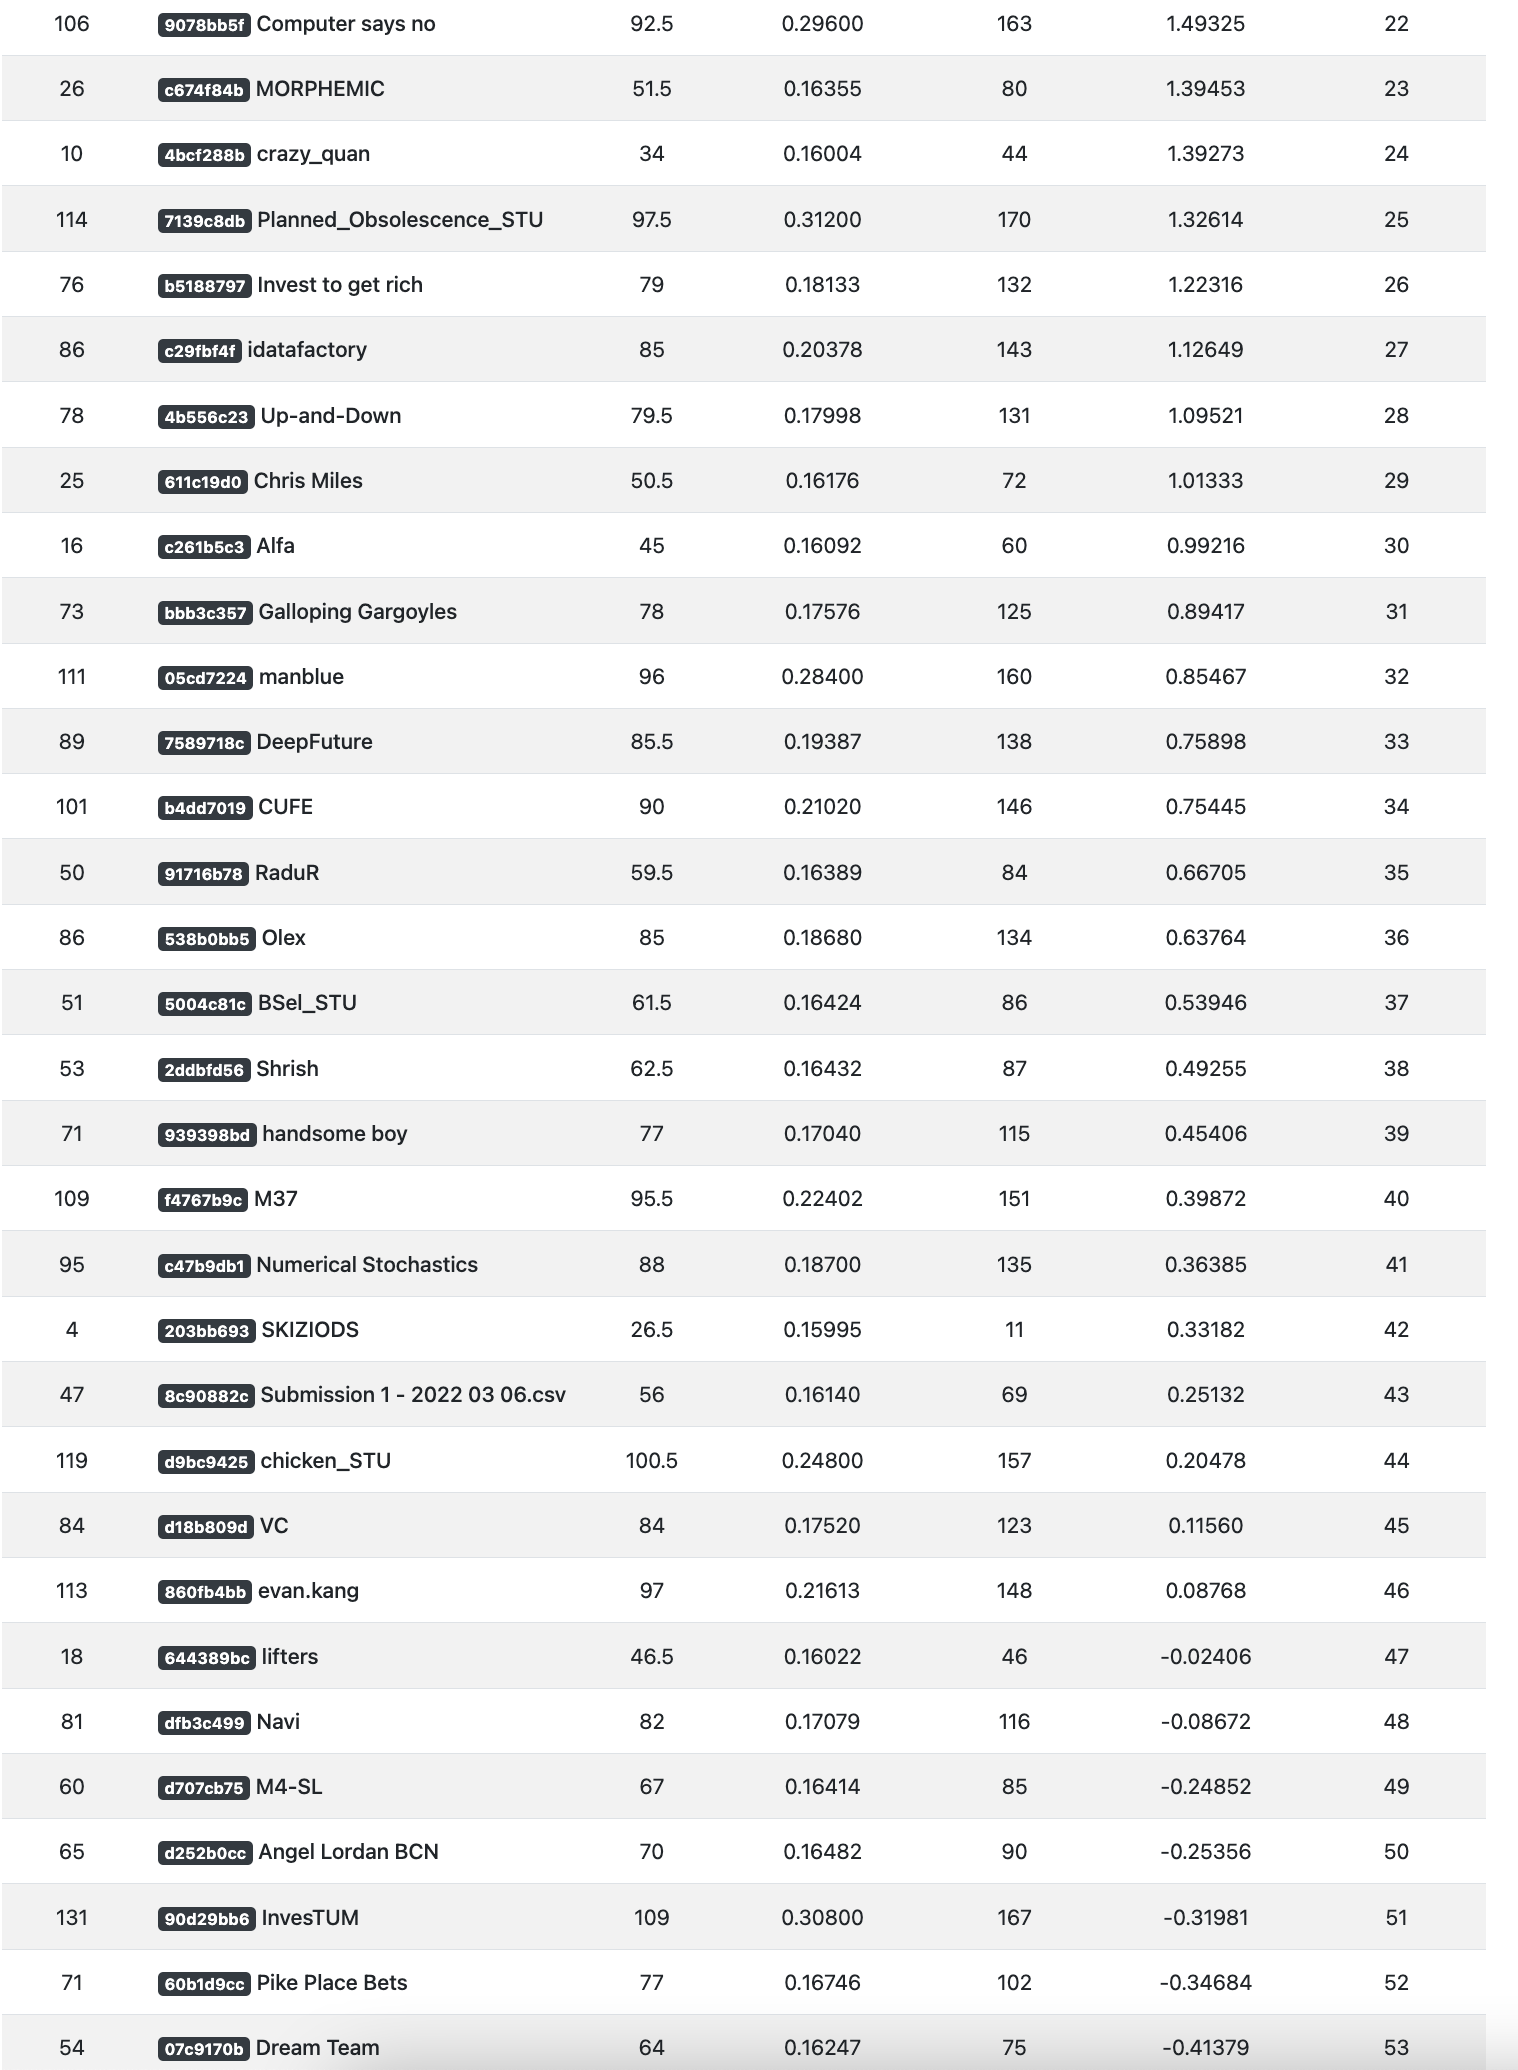 106 9078bb5f Computer says no 92.5 0.29600 163 1.49325 22
26 c674f84b MORPHEMIC 51.5 0.16355 80 1.39453 23
10 4bcf288b crazy_quan 34 0.16004 44 1.39273 24
114 7139c8db Planned_Obsolescence_STU 97.5 0.31200 170 1.32614 25
76 b5188797 Invest to get rich 79 0.18133 132 1.22316 26
86 c29fbf4f idatafactory 85 0.20378 143 1.12649 27
78 4b556c23 Up-and-Down 79.5 0.17998 131 1.09521 28
25 611c19d0 Chris Miles 50.5 0.16176 72 1.01333 29
16 c261b5c3 Alfa 45 0.16092 60 0.99216 30
73 bbb3c357 Galloping Gargoyles 78 0.17576 125 0.89417 31
111 05cd7224 manblue 96 0.28400 160 0.85467 32
89 7589718c DeepFuture 85.5 0.19387 138 0.75898 33
101 b4dd7019 CUFE 90 0.21020 146 0.75445 34
50 91716b78 RaduR 59.5 0.16389 84 0.66705 35
86 538b0bb5 Olex 85 0.18680 134 0.63764 36
51 5004c81c BSel_STU 61.5 0.16424 86 0.53946 37
53 2ddbfd56 Shrish 62.5 0.16432 87 0.49255 38
71 939398bd handsome boy 77 0.17040 115 0.45406 39
109 f4767b9c M37 95.5 0.22402 151 0.39872 40
95 c47b9db1 Numerical Stochastics 88 0.18700 135 0.36385 41
4 203bb693 SKIZIODS 26.5 0.15995 11 0.33182 42
47 8c90882c Submission 1 - 2022 03 06.csv 56 0.16140 69 0.25132 43
119 d9bc9425 chicken_STU 100.5 0.24800 157 0.20478 44
84 d18b809d VC 84 0.17520 123 0.11560 45
113 860fb4bb evan.kang 97 0.21613 148 0.08768 46
18 644389bc lifters 46.5 0.16022 46 -0.02406 47
81 dfb3c499 Navi 82 0.17079 116 -0.08672 48
60 d707cb75 M4-SL 67 0.16414 85 -0.24852 49
65 d252b0cc Angel Lordan BCN 70 0.16482 90 -0.25356 50
131 90d29bb6 InvesTUM 109 0.30800 167 -0.31981 51
71 60b1d9cc Pike Place Bets 77 0.16746 102 -0.34684 52
54 07c9170b Dream Team 64 0.16247 75 -0.41379 53